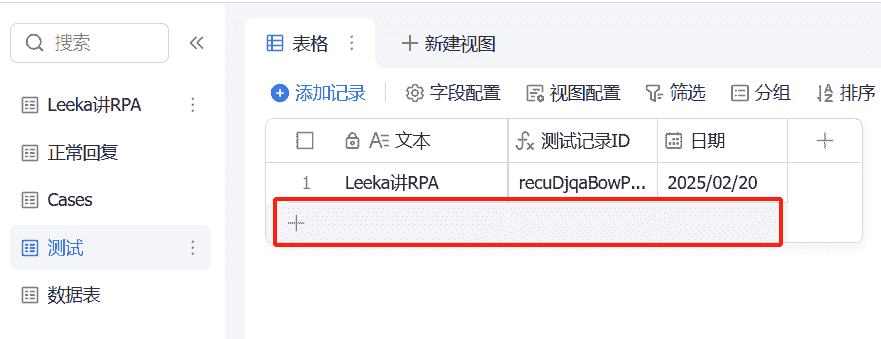 搜索
表格
新建视图
添加记录 字段配置 视图配置 筛选 分组 排序
Leeka讲RPA
正常回复
Cases
测试
数据表
文本 测试记录ID 日期
1 Leeka讲RPA recuDjqaBowP... 2025/02/20